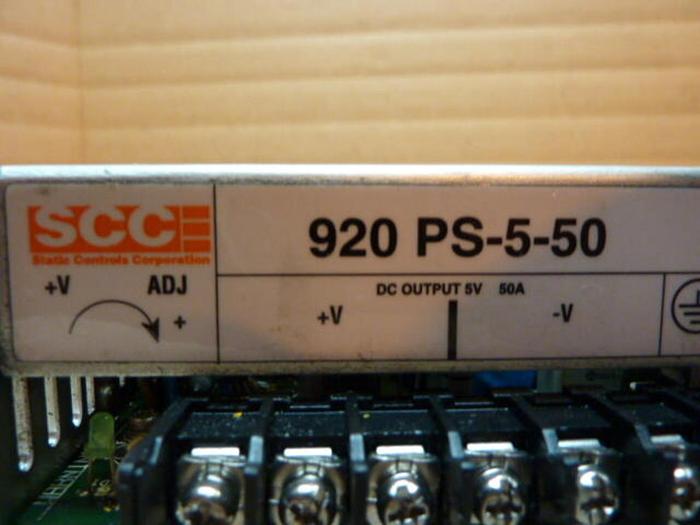 SCC
Static Controls Corporation
920 PS-5-50
+V ADJ
+
DC OUTPUT 5V 50A
+V -V